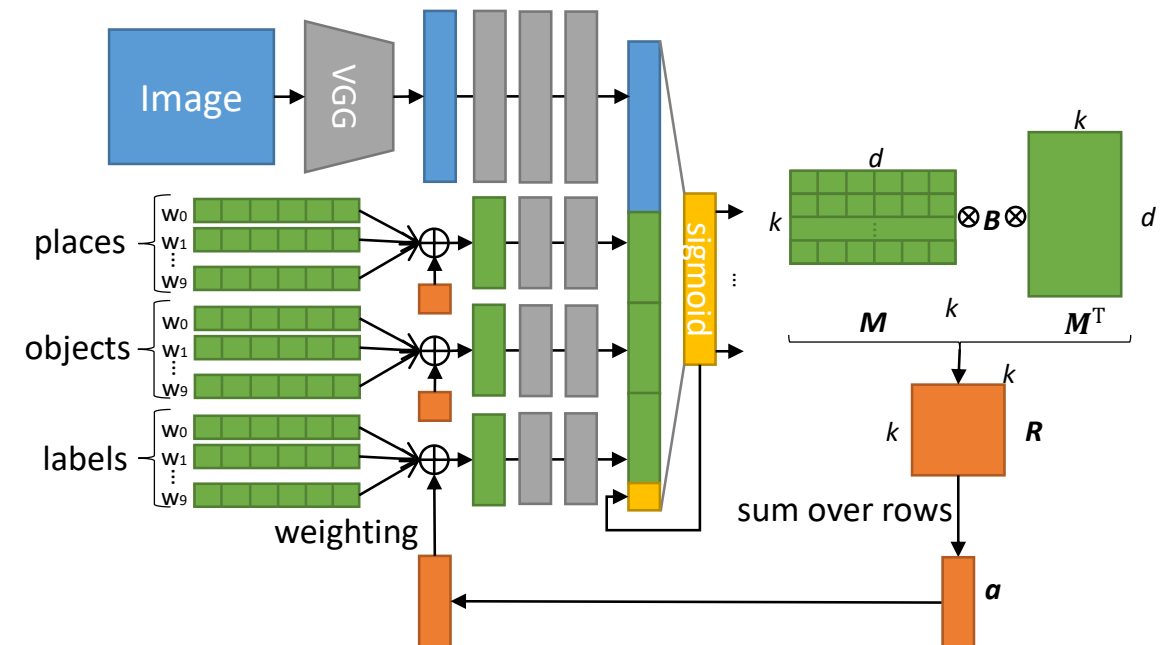 Image
VGG
places
w0
w1
...
w9
objects
w0
w1
...
w9
labels
w0
w1
...
w9
weighting
sigmoid
...
d
k
...
B
k
d
M
k
Mᵀ
k
k
R
sum over rows
a